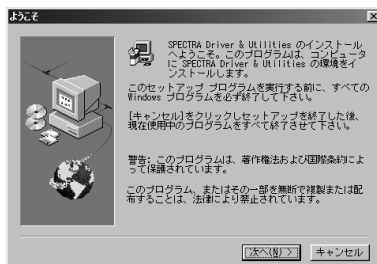 ようこそ
SPECTRA Driver & Utilities のインストール
へようこそ。このプログラムは、コンピュータ
に SPECTRA Driver & Utilities の環境をイ
ンストールします。
このセットアップ プログラムを実行する前に、すべての
Windows プログラムを必ず終了して下さい。
[キャンセル]をクリックしセットアップを終了した後、
現在使用中のプログラムをすべて終了させて下さい。
警告: このプログラムは、著作権法および国際条約によ
って保護されています。
このプログラム、またはその一部を無断で複製または配
布することは、法律により禁止されています。
次へ(N) >
キャンセル